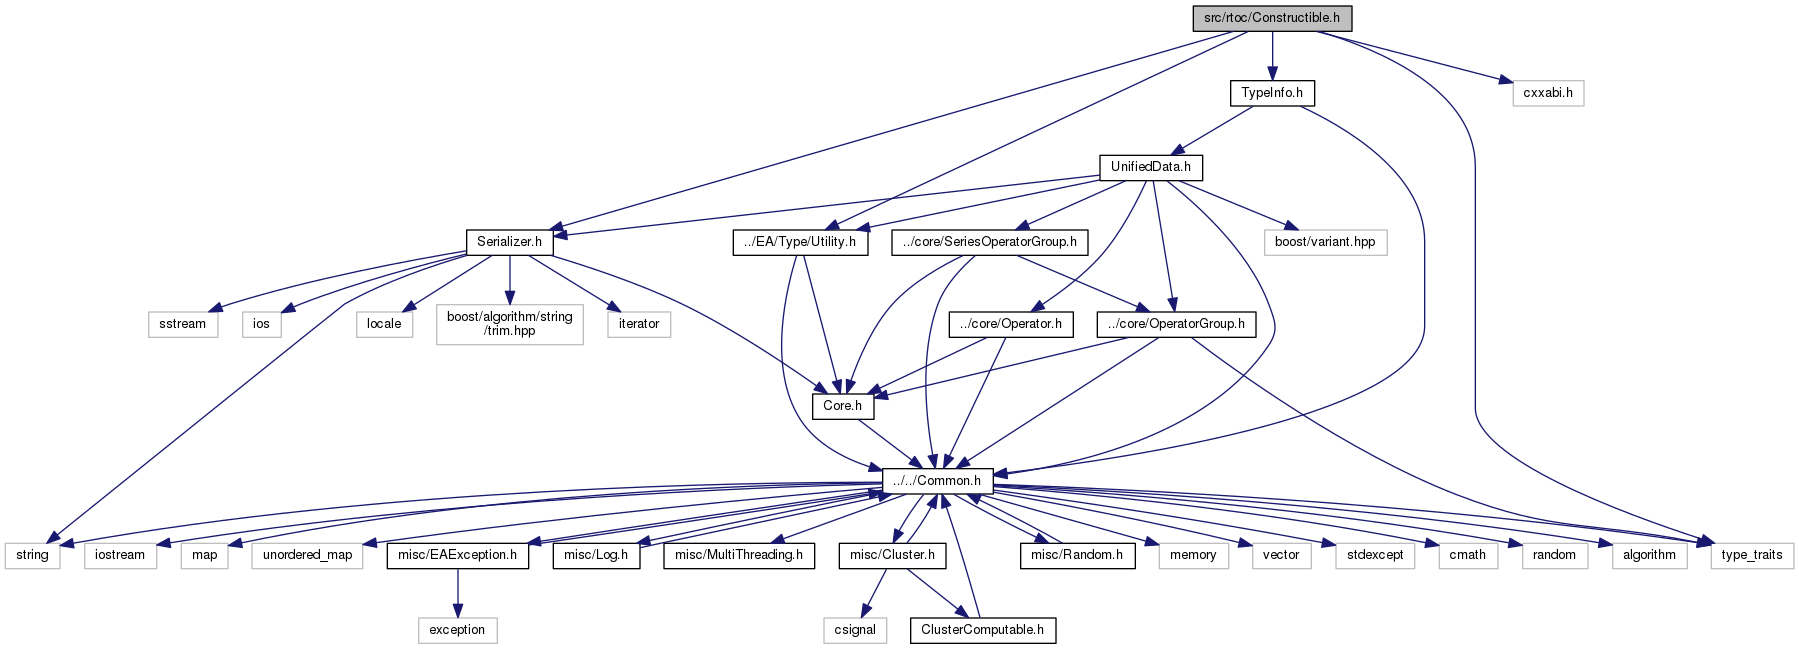 src/rtoc/Constructible.h
TypeInfo.h
cxxabi.h
UnifiedData.h
Serializer.h
../EA/Type/Utility.h
../core/SeriesOperatorGroup.h
boost/variant.hpp
sstream
ios
locale
boost/algorithm/string
/trim.hpp
iterator
../core/Operator.h
../core/OperatorGroup.h
Core.h
../../Common.h
string
iostream
map
unordered_map
misc/EAException.h
misc/Log.h
misc/MultiThreading.h
misc/Cluster.h
misc/Random.h
memory
vector
stdexcept
cmath
random
algorithm
type_traits
exception
csignal
ClusterComputable.h